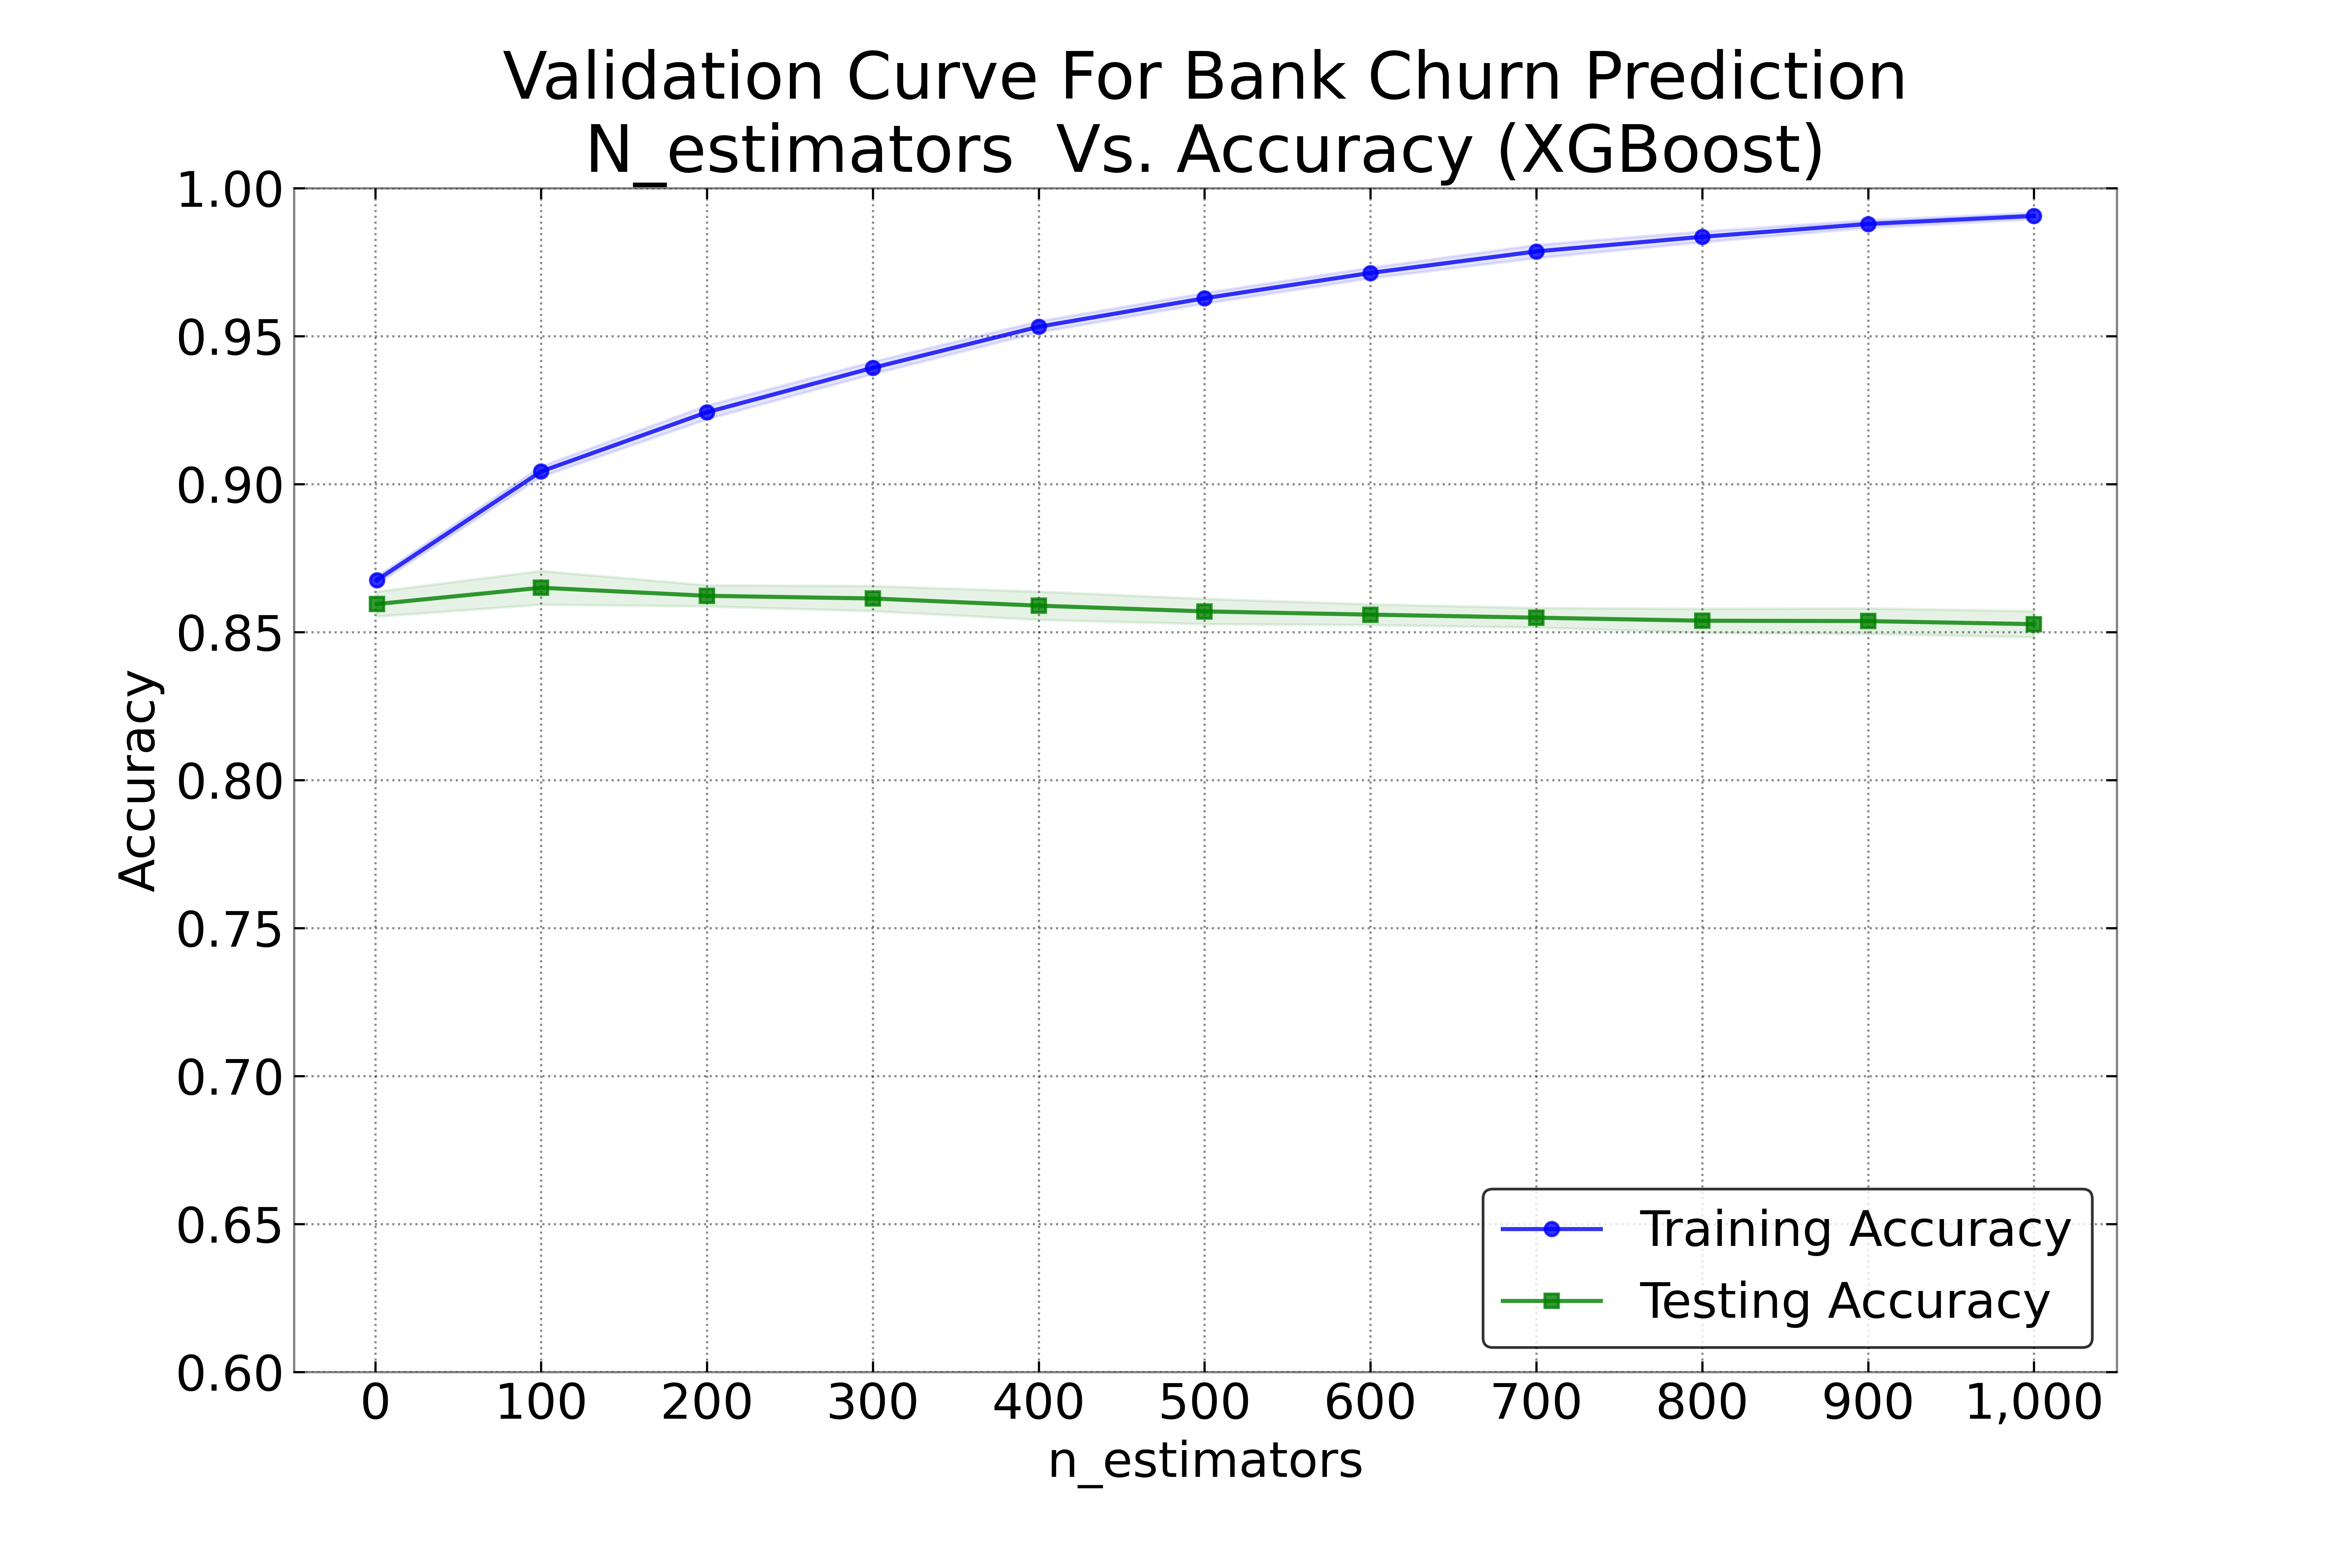 Validation Curve For Bank Churn Prediction
N_estimators  Vs. Accuracy (XGBoost)
1.00
0.95
0.90
0.85
0.80
0.75
0.70
0.65
0.60
Accuracy
Training Accuracy
Testing Accuracy
0 100 200 300 400 500 600 700 800 900 1,000
n_estimators